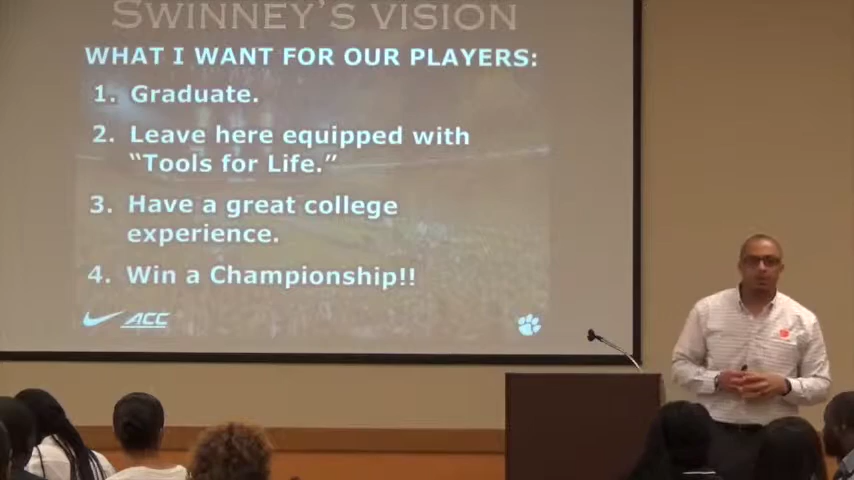 SWINNEY'S VISION
WHAT I WANT FOR OUR PLAYERS:
1. Graduate.
2. Leave here equipped with
"Tools for Life."
3. Have a great college
experience.
4. Win a Championship!!
ACC